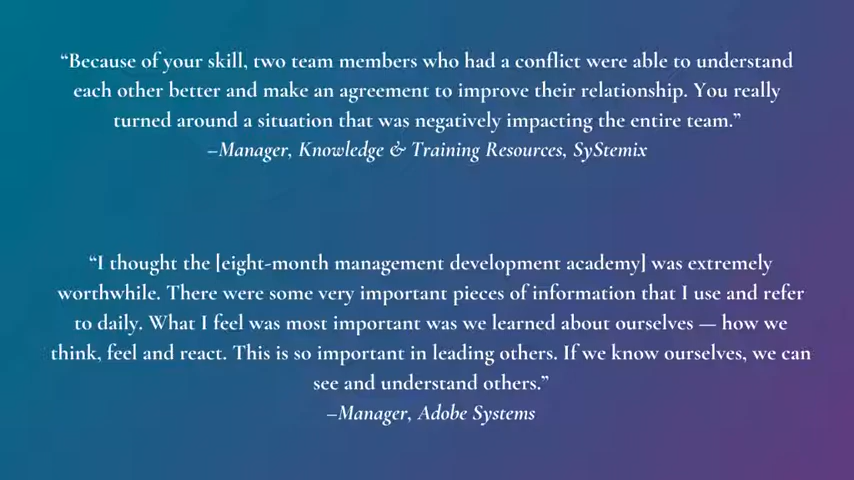 “Because of your skill, two team members who had a conflict were able to understand
each other better and make an agreement to improve their relationship. You really
turned around a situation that was negatively impacting the entire team.”
–Manager, Knowledge & Training Resources, SyStemix
“I thought the [eight-month management development academy] was extremely
worthwhile. There were some very important pieces of information that I use and refer
to daily. What I feel was most important was we learned about ourselves — how we
think, feel and react. This is so important in leading others. If we know ourselves, we can
see and understand others.”
–Manager, Adobe Systems